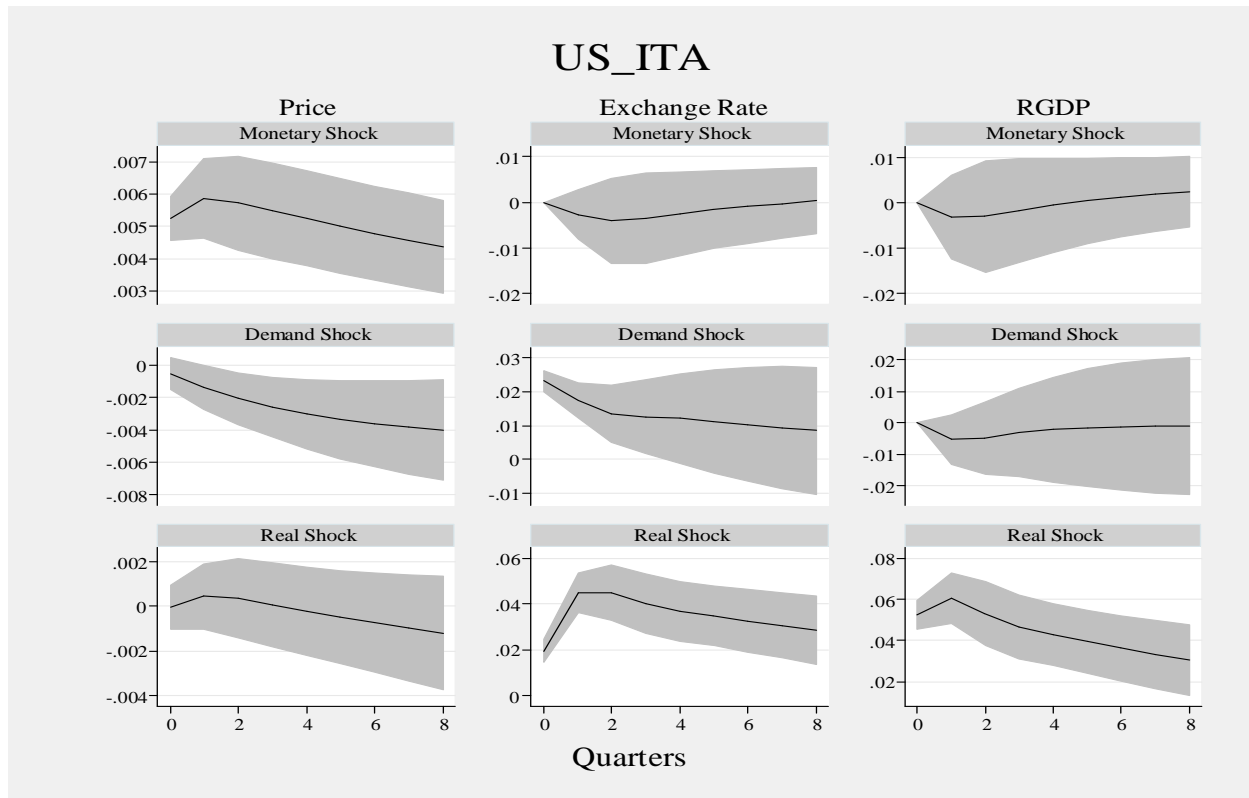 US_ITA
Price Exchange Rate RGDP
Monetary Shock Monetary Shock Monetary Shock
.007 .01 .01
.006
.005 0 0
.004 -.01 -.01
.003 -.02 -.02
Demand Shock Demand Shock Demand Shock
0 .03 .02
-.002 .02 .01
-.004 .01 0
-.006 0 -.01
-.008 -.01 -.02
Real Shock Real Shock Real Shock
.002 .06 .08
0 .04 .06
-.002 .02 .04
-.004 0 .02
0 2 4 6 8 0 2 4 6 8 0 2 4 6 8
Quarters